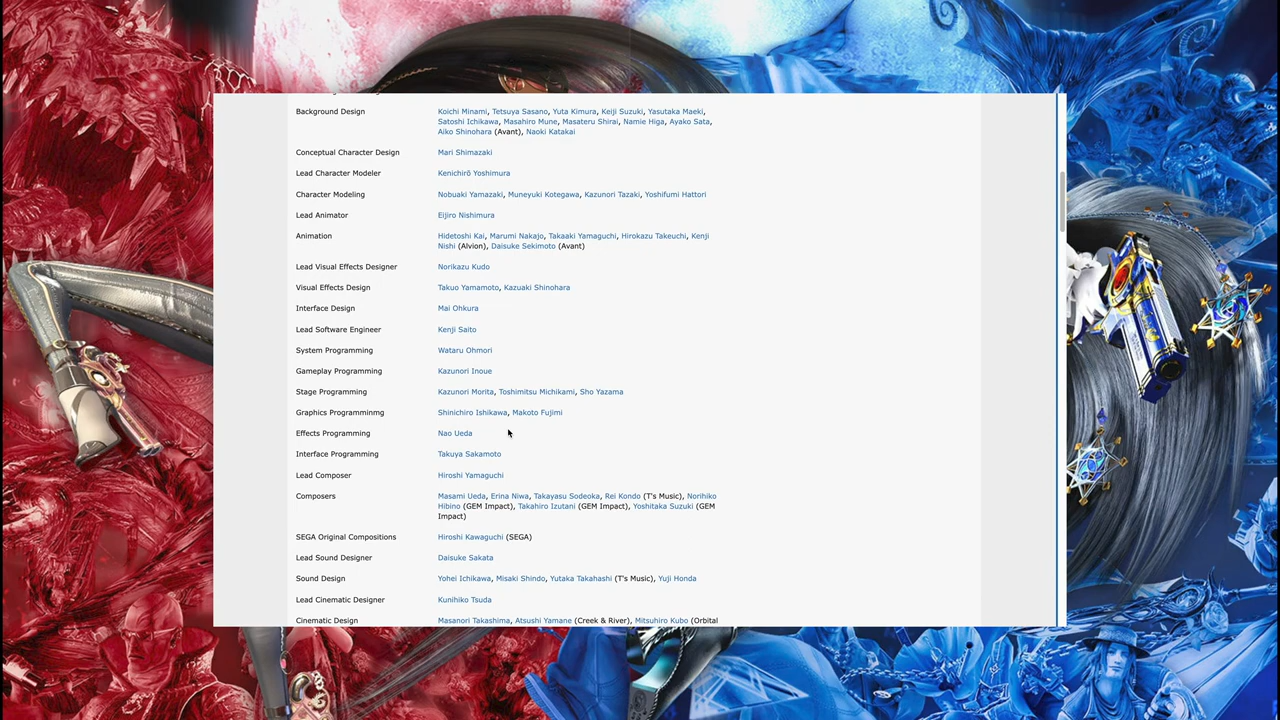 Background Design Koichi Minami, Tetsuya Sasano, Yuta Kimura, Keiji Suzuki, Yasutaka Maeki,
Satoshi Ichikawa, Masahiro Mune, Masateru Shirai, Namie Higa, Ayako Sata,
Aiko Shinohara (Avant), Naoki Katakai
Conceptual Character Design Mari Shimazaki
Lead Character Modeler Kenichirō Yoshimura
Character Modeling Nobuaki Yamazaki, Muneyuki Kotegawa, Kazunori Tazaki, Yoshifumi Hattori
Lead Animator Eijiro Nishimura
Animation Hidetoshi Kai, Marumi Nakajo, Takaaki Yamaguchi, Hirokazu Takeuchi, Kenji
Nishi (Alvion), Daisuke Sekimoto (Avant)
Lead Visual Effects Designer Norikazu Kudo
Visual Effects Design Takuo Yamamoto, Kazuaki Shinohara
Interface Design Mai Ohkura
Lead Software Engineer Kenji Saito
System Programming Wataru Ohmori
Gameplay Programming Kazunori Inoue
Stage Programming Kazunori Morita, Toshimitsu Michikami, Sho Yazama
Graphics Programminmg Shinichiro Ishikawa, Makoto Fujimi
Effects Programming Nao Ueda
Interface Programming Takuya Sakamoto
Lead Composer Hiroshi Yamaguchi
Composers Masami Ueda, Erina Niwa, Takayasu Sodeoka, Rei Kondo (T's Music), Norihiko
Hibino (GEM Impact), Takahiro Izutani (GEM Impact), Yoshitaka Suzuki (GEM
Impact)
SEGA Original Compositions Hiroshi Kawaguchi (SEGA)
Lead Sound Designer Daisuke Sakata
Sound Design Yohei Ichikawa, Misaki Shindo, Yutaka Takahashi (T's Music), Yuji Honda
Lead Cinematic Designer Kunihiko Tsuda
Cinematic Design Masanori Takashima, Atsushi Yamane (Creek & River), Mitsuhiro Kubo (Orbital